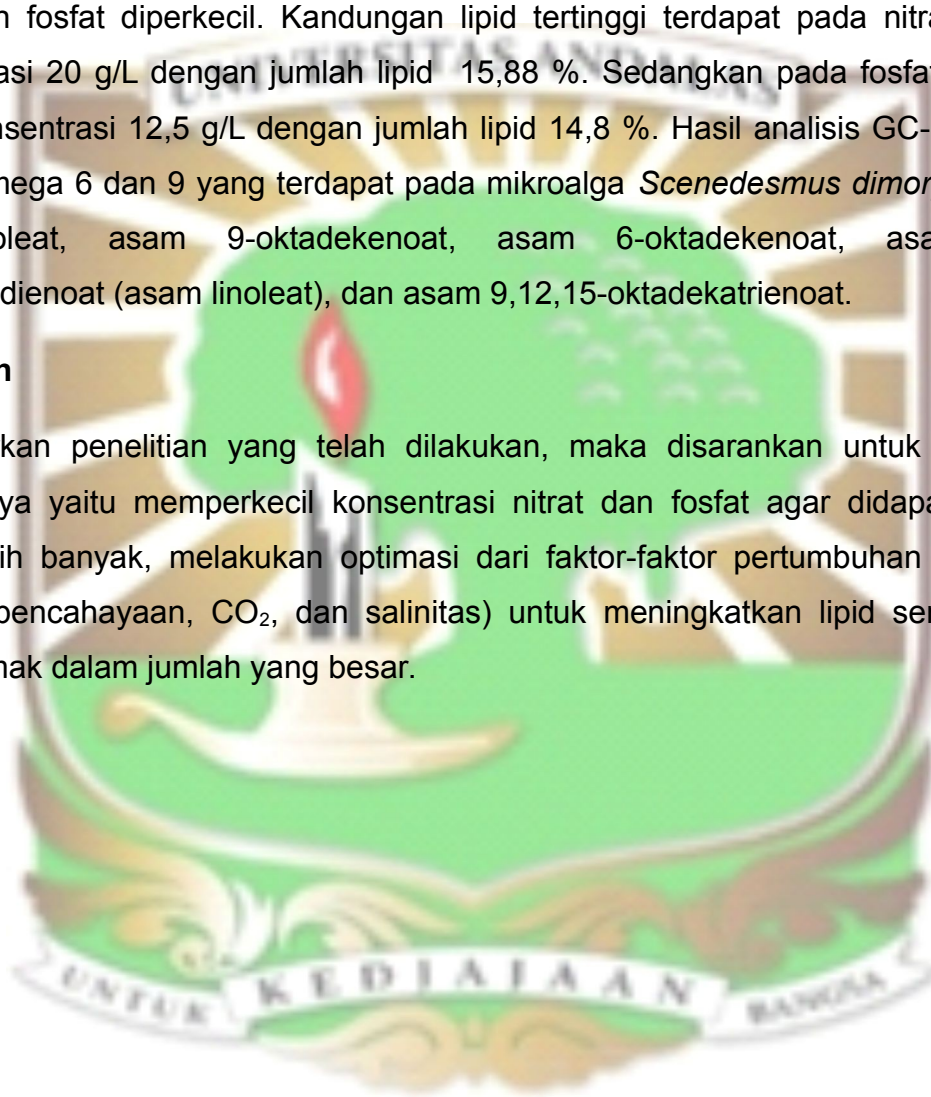 n fosfat diperkecil. Kandungan lipid tertinggi terdapat pada nitra
asi 20 g/L dengan jumlah lipid 15,88 %. Sedangkan pada fosfat
nsentrasi 12,5 g/L dengan jumlah lipid 14,8 %. Hasil analisis GC-
mega 6 dan 9 yang terdapat pada mikroalga Scenedesmus dimor
oleat, asam 9-oktadekenoat, asam 6-oktadekenoat, asa
dienoat (asam linoleat), dan asam 9,12,15-oktadekatrienoat.
n
kan penelitian yang telah dilakukan, maka disarankan untuk
ya yaitu memperkecil konsentrasi nitrat dan fosfat agar didapa
ih banyak, melakukan optimasi dari faktor-faktor pertumbuhan
pencahayaan, CO₂, dan salinitas) untuk meningkatkan lipid ser
nak dalam jumlah yang besar.
UNIVERSITAS ANDALAS
UNTUK KEDJAJAAN BANGSA